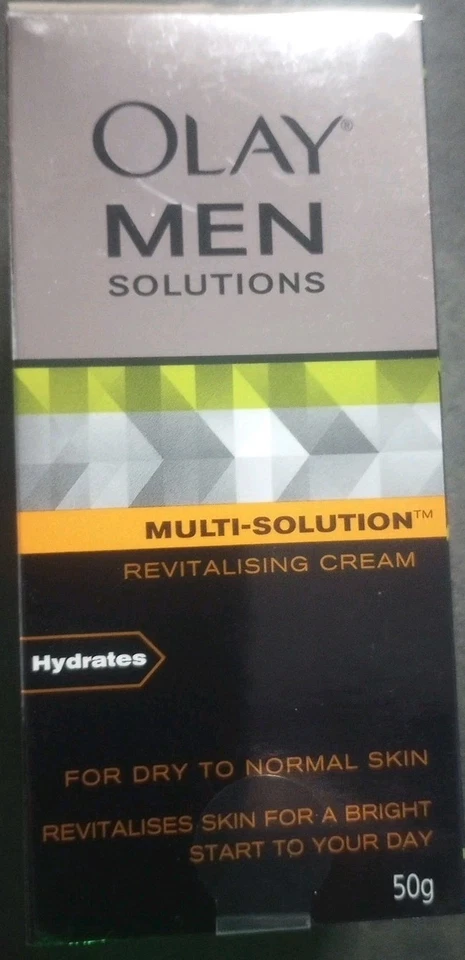 OLAY®
MEN
SOLUTIONS
MULTI-SOLUTION™
REVITALISING CREAM
Hydrates
FOR DRY TO NORMAL SKIN
REVITALISES SKIN FOR A BRIGHT
START TO YOUR DAY
50g